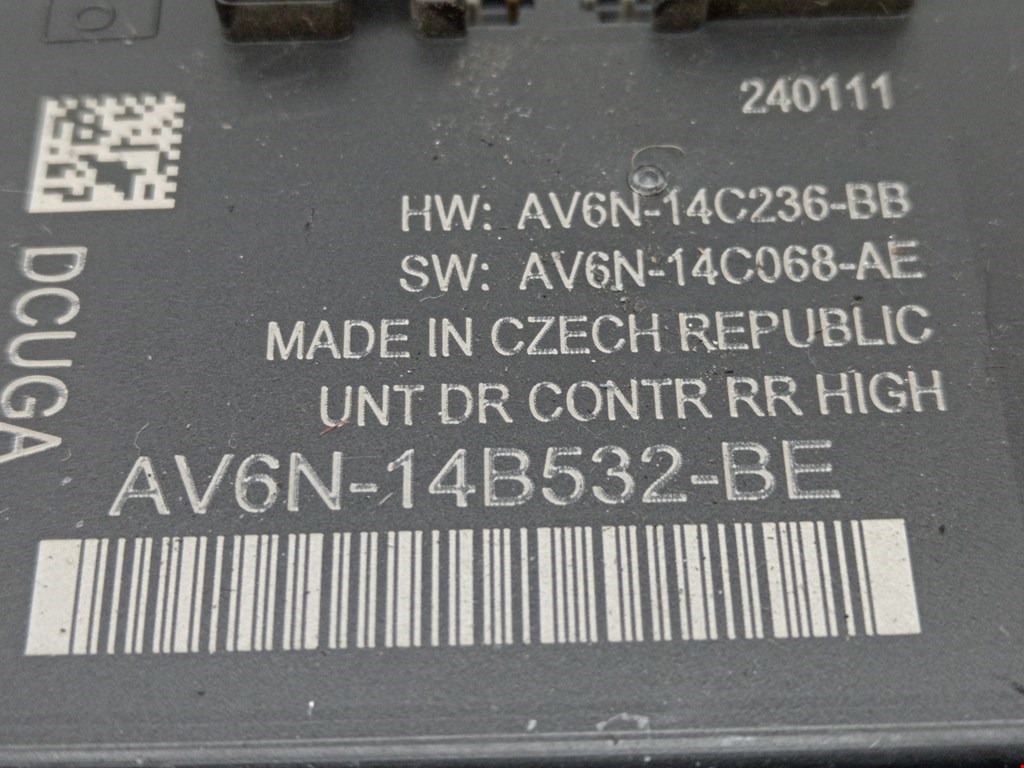 240111
HW: AV6N-14C236-BB
SW: AV6N-14C068-AE
MADE IN CZECH REPUBLIC
UNT DR CONTR RR HIGH
AV6N-14B532-BE
DCUGA